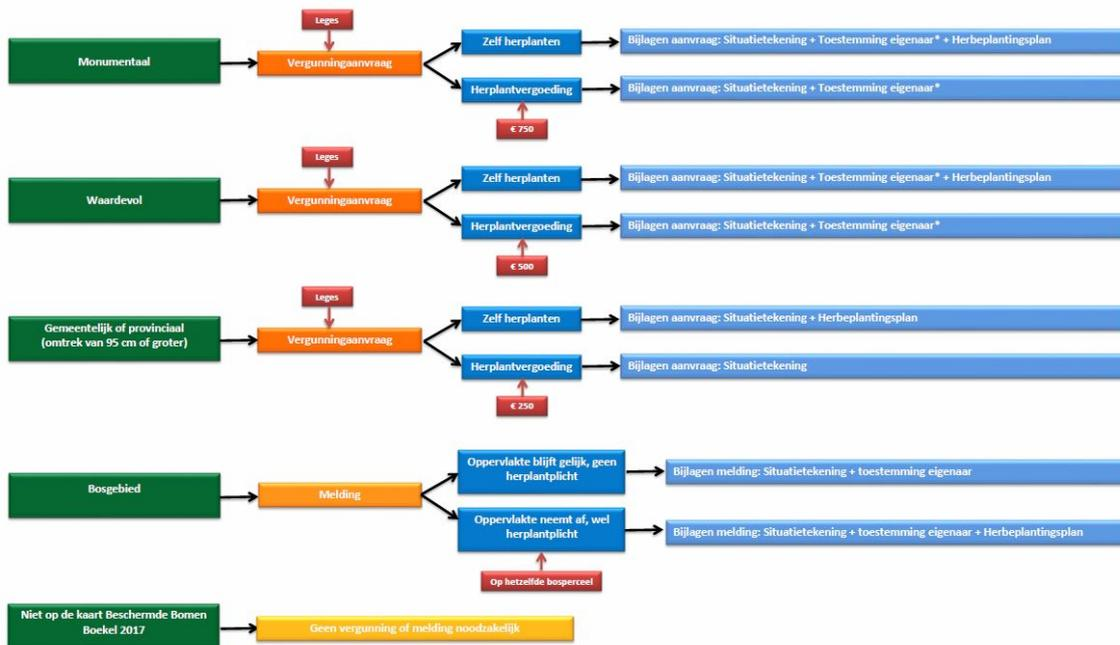 Leges
Monumentaal
Vergunningaanvraag
Zelf herplanten
Bijlagen aanvraag: Situatietekening + Toestemming eigenaar* + Herbeplantingsplan
Herplantvergoeding
Bijlagen aanvraag: Situatietekening + Toestemming eigenaar*
€ 750
Leges
Waardevol
Vergunningaanvraag
Zelf herplanten
Bijlagen aanvraag: Situatietekening + Toestemming eigenaar* + Herbeplantingsplan
Herplantvergoeding
Bijlagen aanvraag: Situatietekening + Toestemming eigenaar*
€ 500
Leges
Gemeentelijk of provinciaal
(omtrek van 95 cm of groter)
Vergunningaanvraag
Zelf herplanten
Bijlagen aanvraag: Situatietekening + Herbeplantingsplan
Herplantvergoeding
Bijlagen aanvraag: Situatietekening
€ 250
Bosgebied
Melding
Oppervlakte blijft gelijk, geen
herplantplicht
Bijlagen melding: Situatietekening + toestemming eigenaar
Oppervlakte neemt af, wel
herplantplicht
Bijlagen melding: Situatietekening + toestemming eigenaar + Herbeplantingsplan
Op hetzelfde bosperceel
Niet op de kaart Beschermde Bomen
Boekel 2017
Geen vergunning of melding noodzakelijk